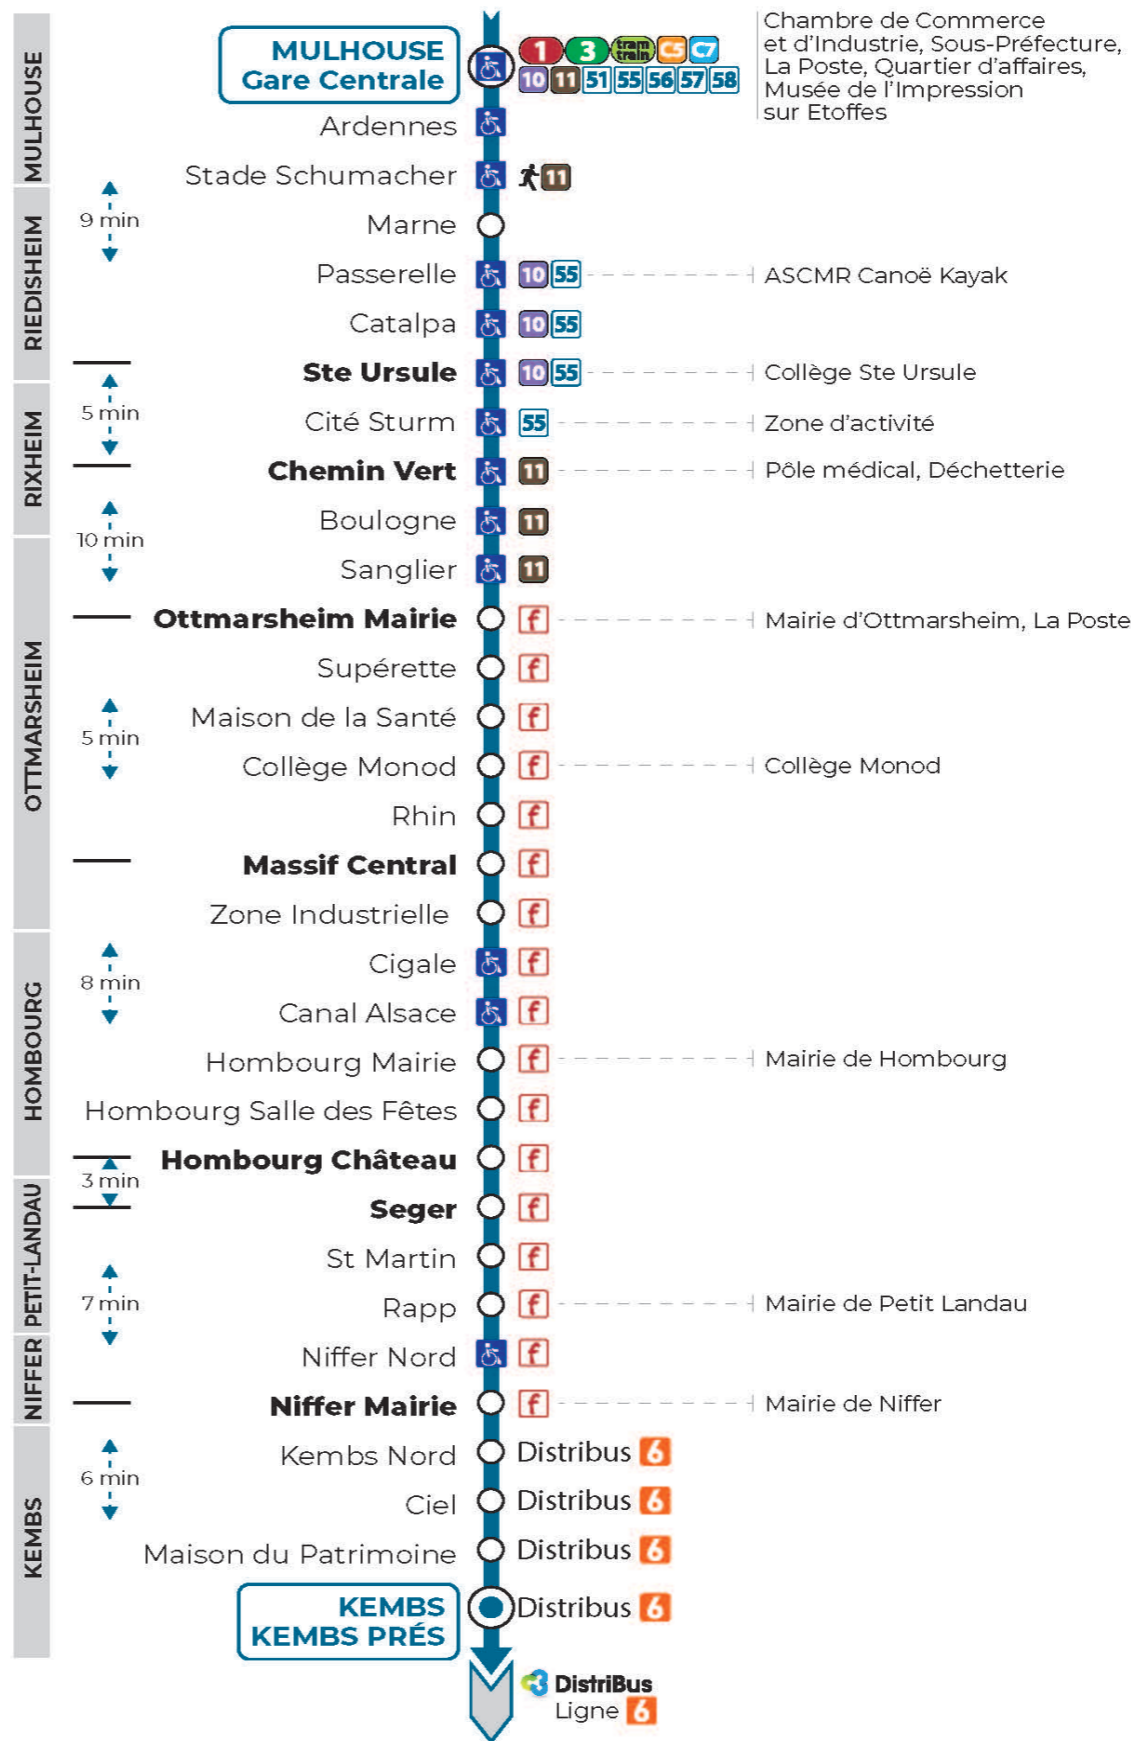 MULHOUSE
RIEDISHEIM
RIXHEIM
OTTMARSHEIM
HOMBOURG
PETIT-LANDAU
NIFFER
KEMBS
MULHOUSE
Gare Centrale
1 3 tram train C5 C7
10 11 51 55 56 57 58
Chambre de Commerce
et d'Industrie, Sous-Préfecture,
La Poste, Quartier d'affaires,
Musée de l'Impression
sur Etoffes
Ardennes
Stade Schumacher 11
9 min
Marne
Passerelle 10 55 ASCMR Canoë Kayak
Catalpa 10 55
Ste Ursule 10 55 Collège Ste Ursule
5 min
Cité Sturm 55 Zone d'activité
Chemin Vert 11 Pôle médical, Déchetterie
Boulogne 11
10 min
Sanglier 11
Ottmarsheim Mairie f Mairie d'Ottmarsheim, La Poste
Supérette f
Maison de la Santé f
5 min
Collège Monod f Collège Monod
Rhin f
Massif Central f
Zone Industrielle f
Cigale f
8 min
Canal Alsace f
Hombourg Mairie f Mairie de Hombourg
Hombourg Salle des Fêtes f
Hombourg Château f
3 min
Seger f
St Martin f
7 min
Rapp f Mairie de Petit Landau
Niffer Nord f
Niffer Mairie f Mairie de Niffer
Kembs Nord Distribus 6
6 min
Ciel Distribus 6
Maison du Patrimoine Distribus 6
KEMBS
KEMBS PRÉS
Distribus 6
DistriBus
Ligne 6